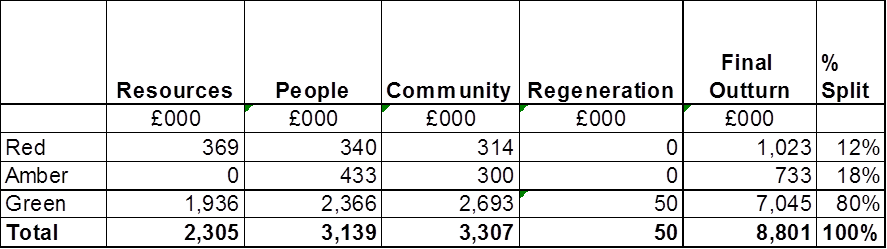 Resources People Community Regeneration Final Outturn % Split
£000 £000 £000 £000 £000
Red 369 340 314 0 1,023 12%
Amber 0 433 300 0 733 18%
Green 1,936 2,366 2,693 50 7,045 80%
Total 2,305 3,139 3,307 50 8,801 100%